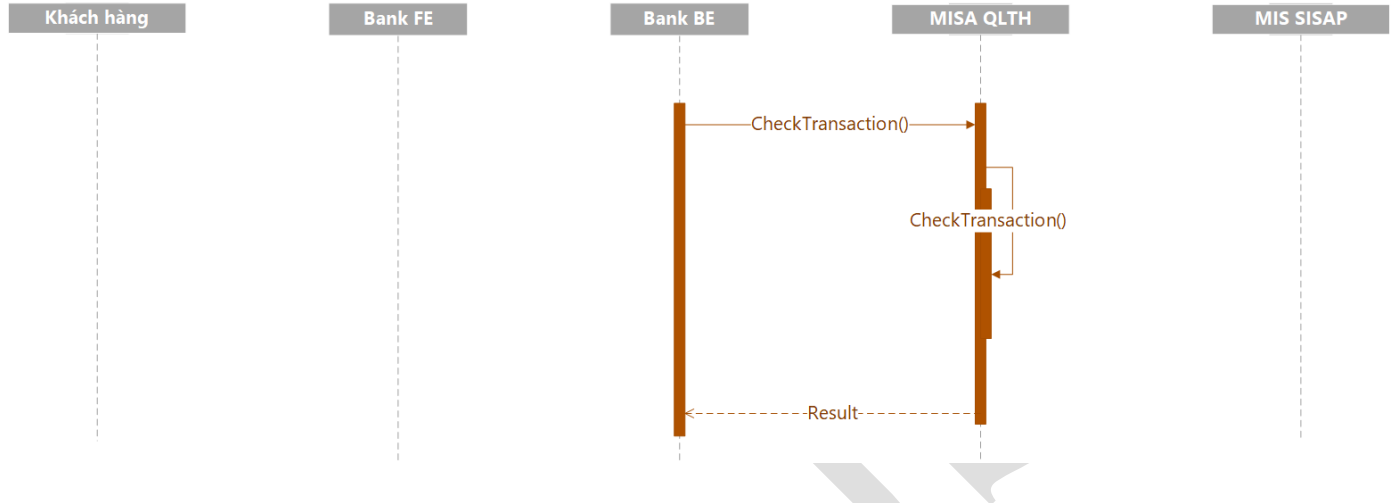 Khách hàng
Bank FE
Bank BE
MISA QLTH
MIS SISAP
CheckTransaction()
CheckTransaction()
Result